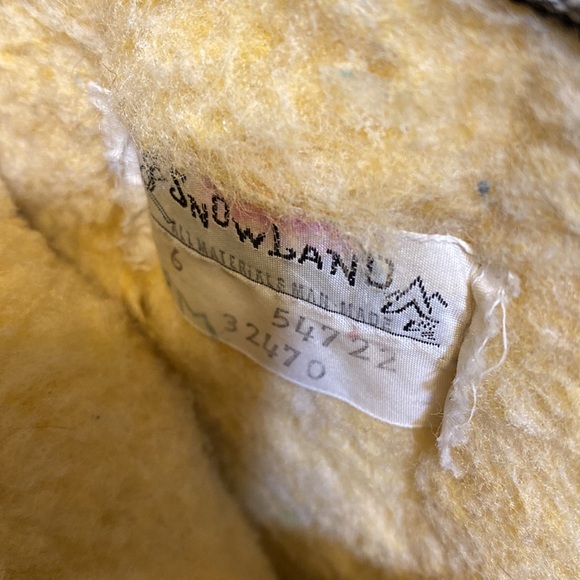 SNOWLAND
ALL MATERIALS MAN-MADE
6 54722
M 32470